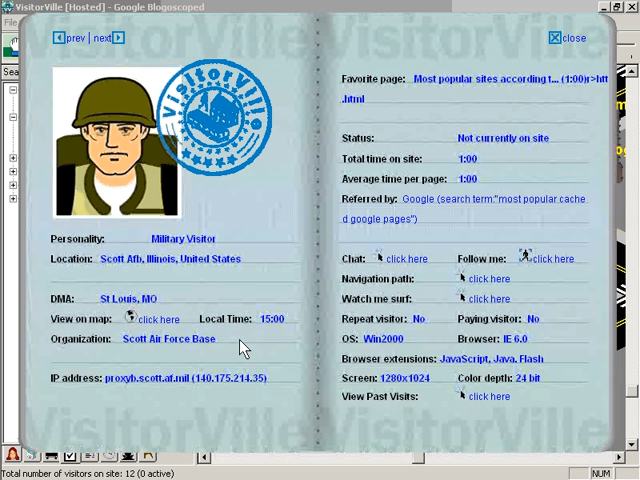 VisitorVille [Hosted] - Google Blogoscoped
prev | next
close
VisitorVille
Favorite page: Most popular sites according t... (1:00)r>htt
.html
Status: Not currently on site
Total time on site: 1:00
Average time per page: 1:00
Referred by: Google (search term:"most popular cache
d google pages")
Personality: Military Visitor
Location: Scott Afb, Illinois, United States
DMA: St Louis, MO
View on map: click here Local Time: 15:00
Organization: Scott Air Force Base
IP address: proxyb.scott.af.mil (140.175.214.35)
Chat: click here Follow me: click here
Navigation path: click here
Watch me surf: click here
Repeat visitor: No Paying visitor: No
OS: Win2000 Browser: IE 6.0
Browser extensions: JavaScript, Java, Flash
Screen: 1280x1024 Color depth: 24 bit
View Past Visits: click here
VisitorVille VisitorVille
Total number of visitors on site: 12 (0 active)
NUM